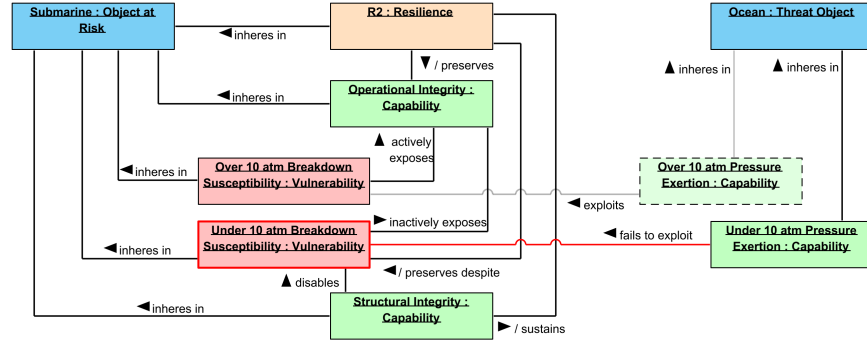 Submarine : Object at
Risk
R2 : Resilience
Ocean : Threat Object
inheres in
/ preserves
inheres in
inheres in
Operational Integrity :
Capability
inheres in
actively
exposes
Over 10 atm Breakdown
Susceptibility : Vulnerability
inheres in
Over 10 atm Pressure
Exertion : Capability
exploits
Under 10 atm Breakdown
Susceptibility : Vulnerability
inactively exposes
Under 10 atm Pressure
Exertion : Capability
fails to exploit
inheres in
/ preserves despite
disables
Structural Integrity :
Capability
inheres in
/ sustains